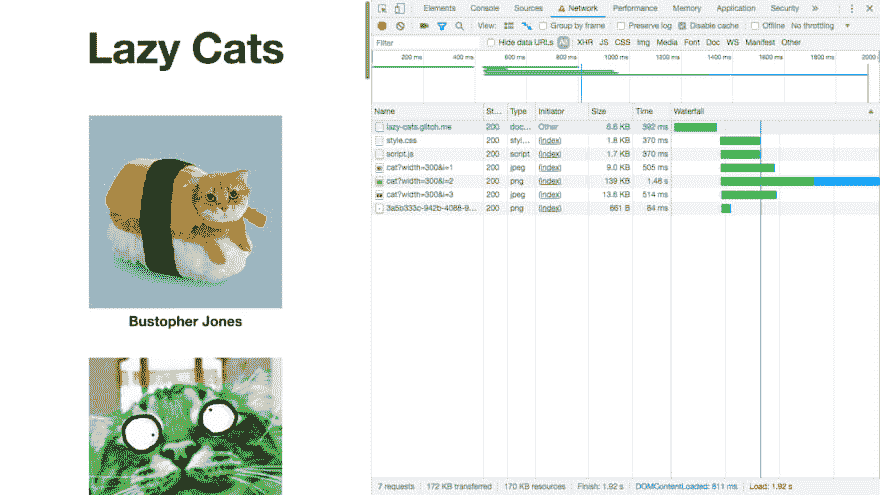 Lazy Cats
Bustopher Jones
Elements Console Sources Network Performance Memory Application Security »
View: Group by frame Preserve log Disable cache Offline No throttling
Filter Hide data URLs All XHR JS CSS Img Media Font Doc WS Manifest Other
200 ms 400 ms 600 ms 800 ms 1000 ms 1200 ms 1400 ms 1600 ms 1800 ms 2000
Name St... Type Initiator Size Time Waterfall
lazy-cats.glitch.me 200 doc... Other 6.6 KB 392 ms
style.css 200 styl... (index) 1.8 KB 370 ms
script.js 200 script (index) 1.7 KB 370 ms
cat?width=300&i=1 200 jpeg (index) 9.0 KB 505 ms
cat?width=300&i=2 200 png (index) 139 KB 1.48 s
cat?width=300&i=3 200 jpeg (index) 13.6 KB 514 ms
3a5b333c-942b-4088-9... 200 png (index) 661 B 84 ms
7 requests 172 KB transferred 170 KB resources Finish: 1.92 s DOMContentLoaded: 811 ms Load: 1.92 s